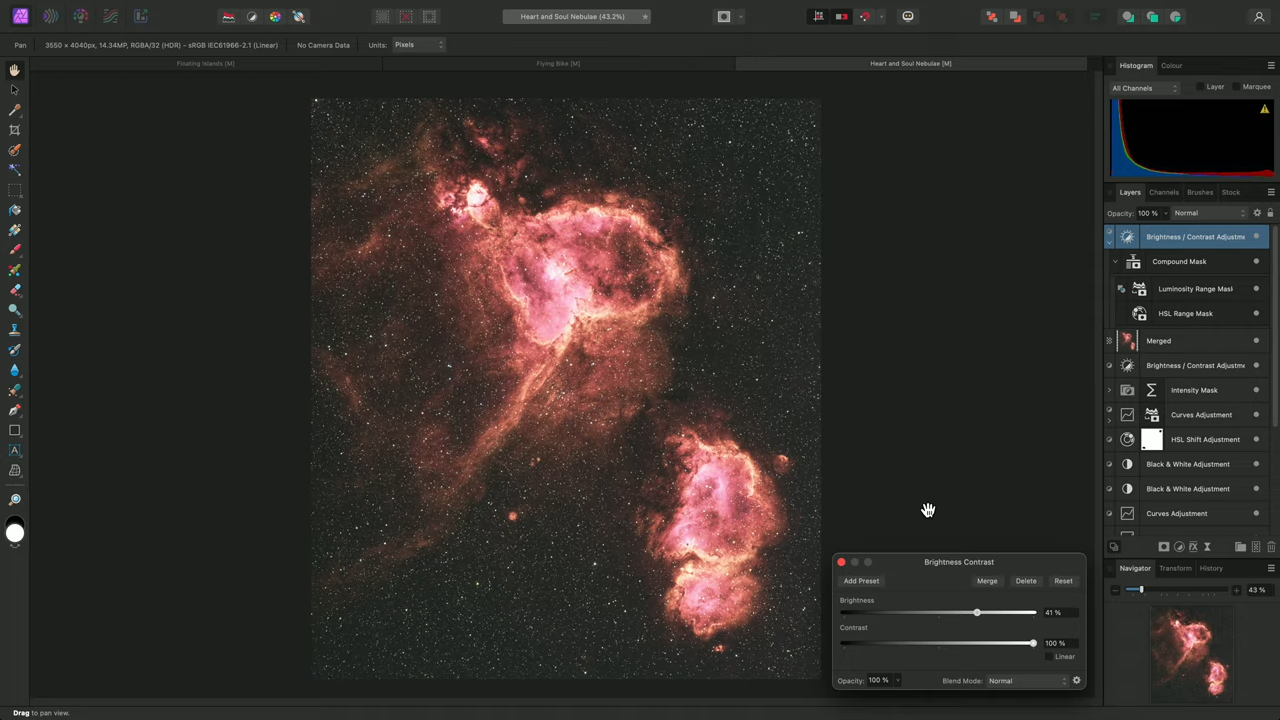 Heart and Soul Nebulae (43.2%)
Pan
3550 × 4040px, 14.34MP, RGBA/32 (HDR) - sRGB IEC61966-2.1 (Linear)
No Camera Data
Units:
Pixels
Floating Islands [M]
Flying Bike [M]
Heart and Soul Nebulae [M]
Histogram
Colour
All Channels
Layer
Marquee
Layers
Channels
Brushes
Stock
Opacity:
100 %
Normal
Brightness / Contrast Adjustme
Compound Mask
Luminosity Range Mask
HSL Range Mask
Merged
Brightness / Contrast Adjustme
Intensity Mask
Curves Adjustment
HSL Shift Adjustment
Black & White Adjustment
Black & White Adjustment
Curves Adjustment
Navigator
Transform
History
43 %
Brightness Contrast
Add Preset
Merge
Delete
Reset
Brightness
41 %
Contrast
100 %
Linear
Opacity:
100 %
Blend Mode:
Normal
Drag to pan view.